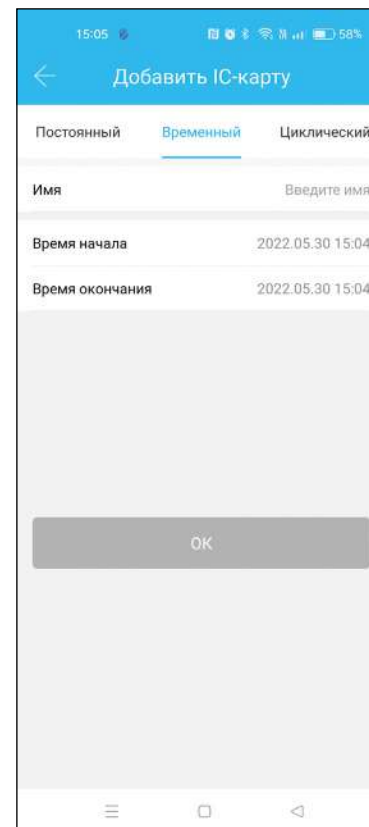 15:05 58%
Добавить IC-карту
Постоянный Временный Циклический
Имя Введите имя
Время начала 2022.05.30 15:04
Время окончания 2022.05.30 15:04
OK